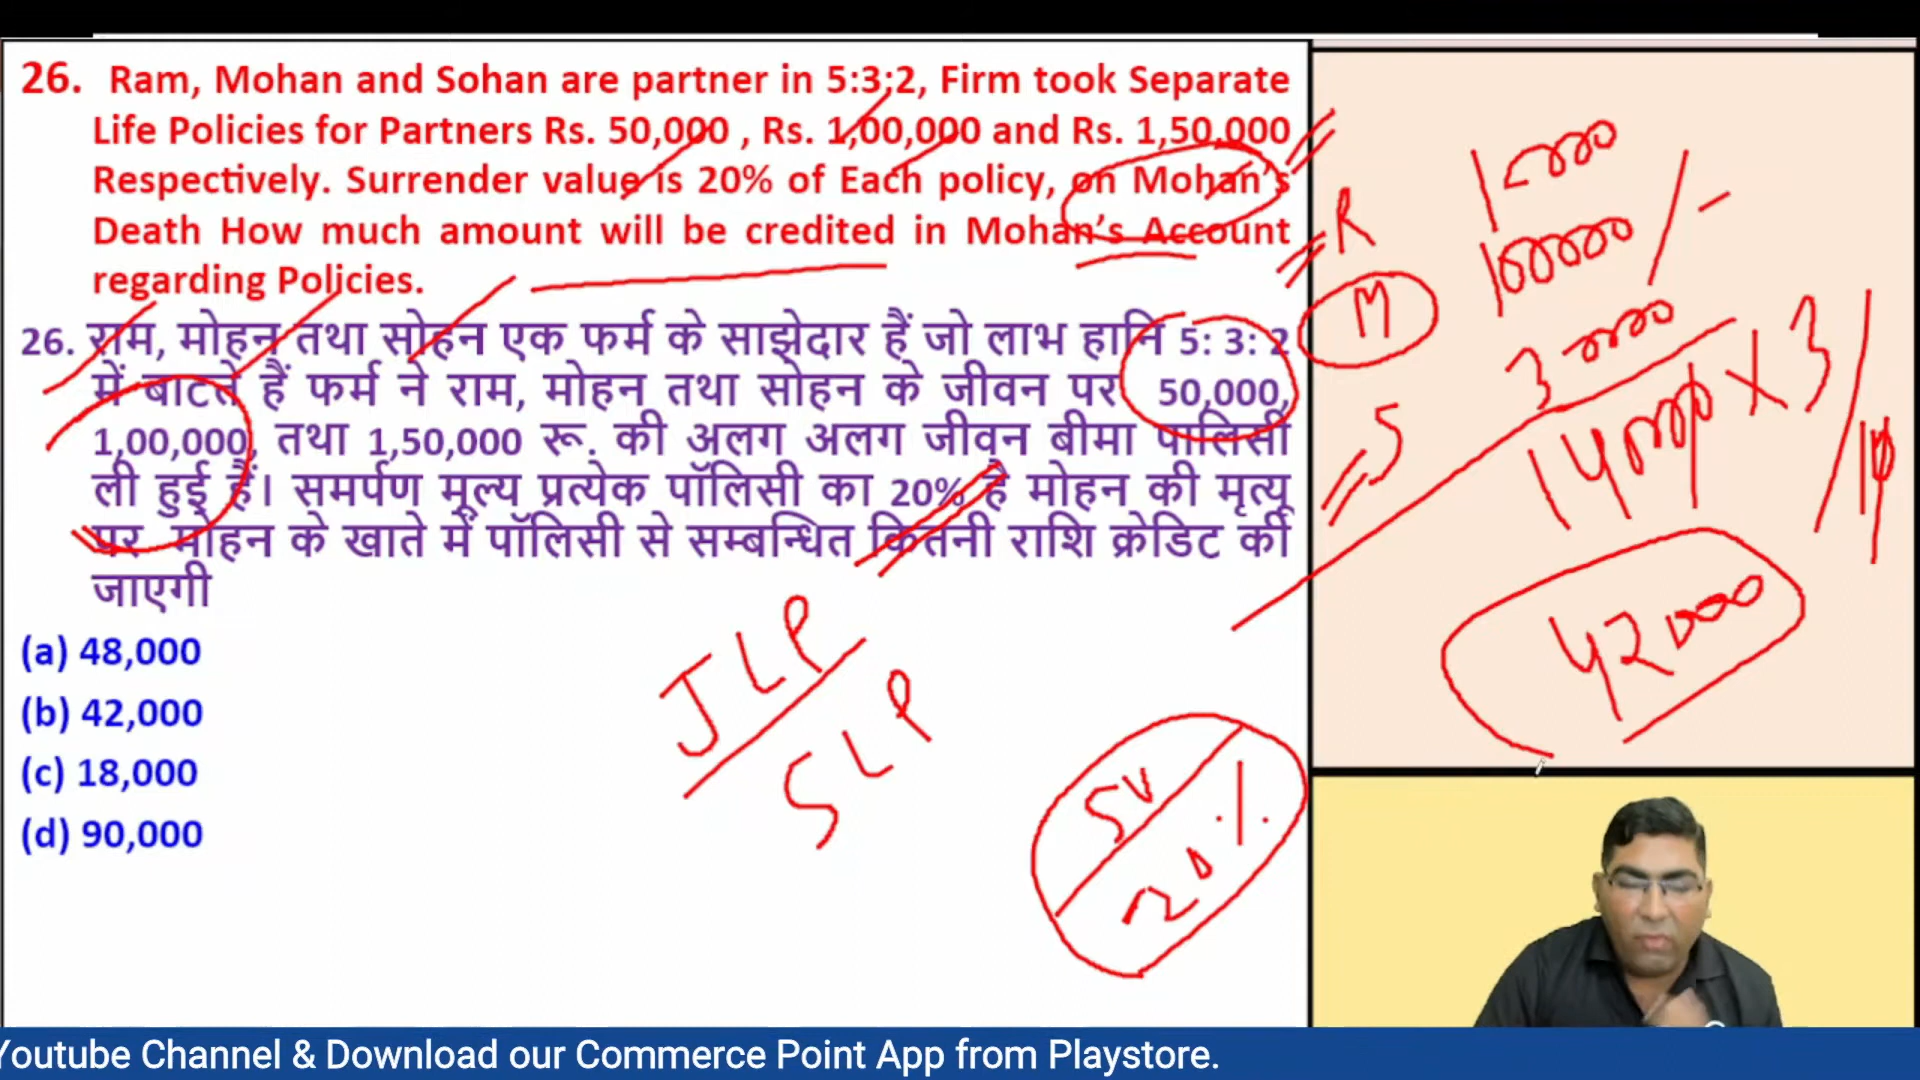 26. Ram, Mohan and Sohan are partner in 5:3:2, Firm took Separate
Life Policies for Partners Rs. 50,000 , Rs. 1,00,000 and Rs. 1,50,000
Respectively. Surrender value is 20% of Each policy, on Mohan's
Death How much amount will be credited in Mohan's Account
regarding Policies.
26. राम, मोहन तथा सोहन एक फर्म के साझेदार हैं जो लाभ हानि 5: 3: 2
में बाटते हैं फर्म ने राम, मोहन तथा सोहन के जीवन पर 50,000,
1,00,000, तथा 1,50,000 रू. की अलग अलग जीवन बीमा पालिसी
ली हुई हैं। समर्पण मूल्य प्रत्येक पॉलिसी का 20% है मोहन की मृत्यू
पर मोहन के खाते में पॉलिसी से सम्बन्धित कितनी राशि क्रेडिट की
जाएगी
(a) 48,000
(b) 42,000
(c) 18,000
(d) 90,000
JLP
SLP
SV
20%
R
M
S
10000
100000/-
30000
140000 x 3/10
42000
Youtube Channel & Download our Commerce Point App from Playstore.